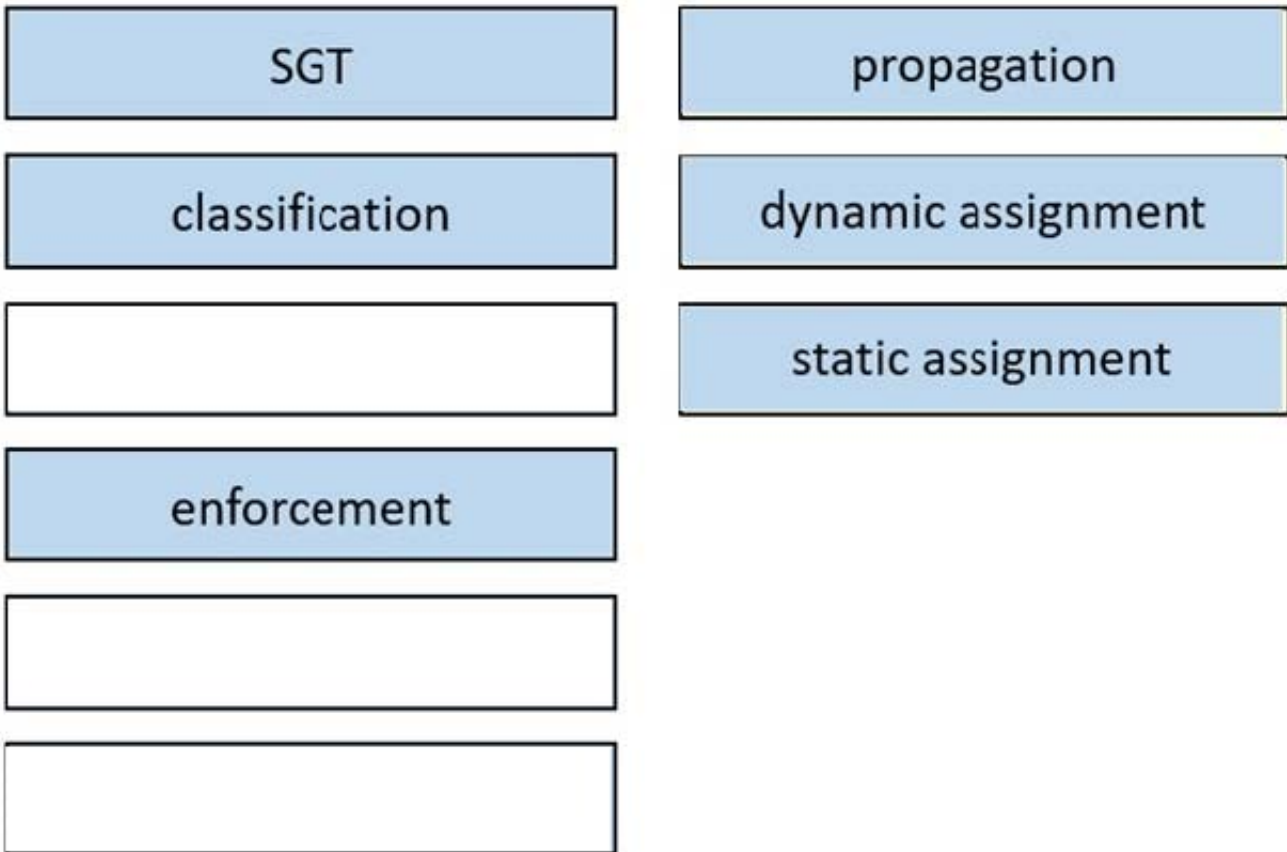 SGT
propagation
classification
dynamic assignment
static assignment
enforcement